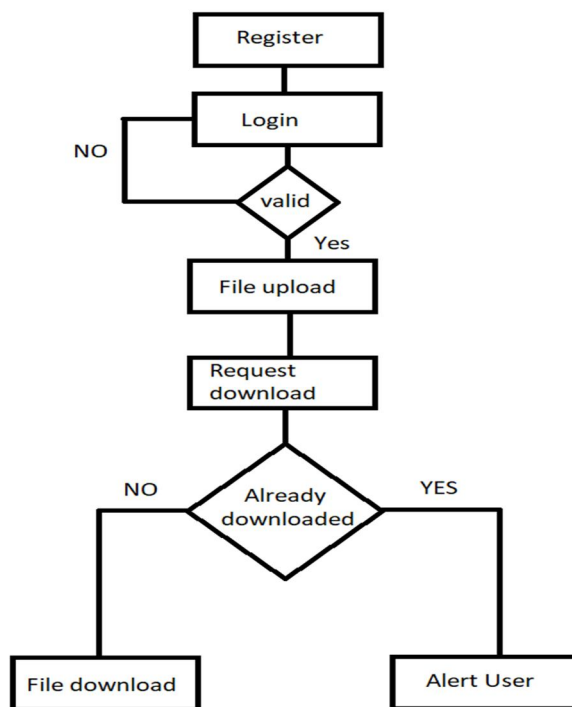 Register
Login
NO
valid
Yes
File upload
Request
download
NO
YES
Already
downloaded
File download
Alert User